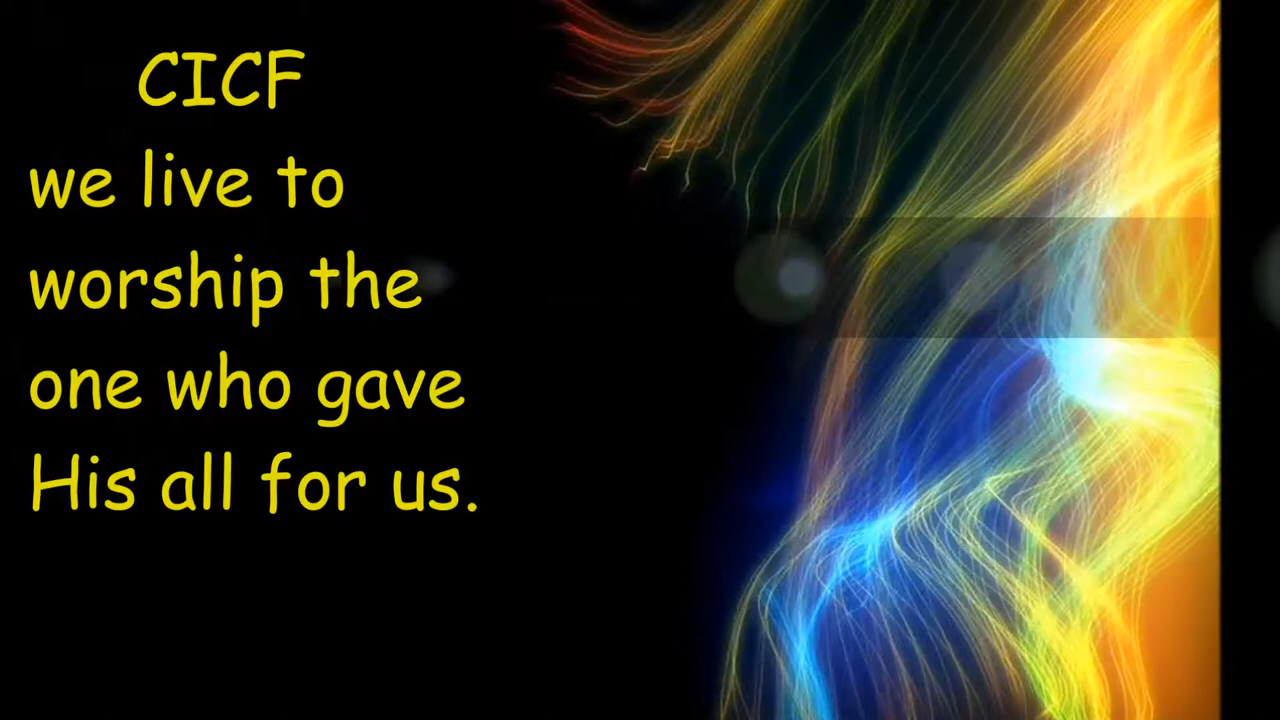 CICF
we live to
worship the
one who gave
His all for us.